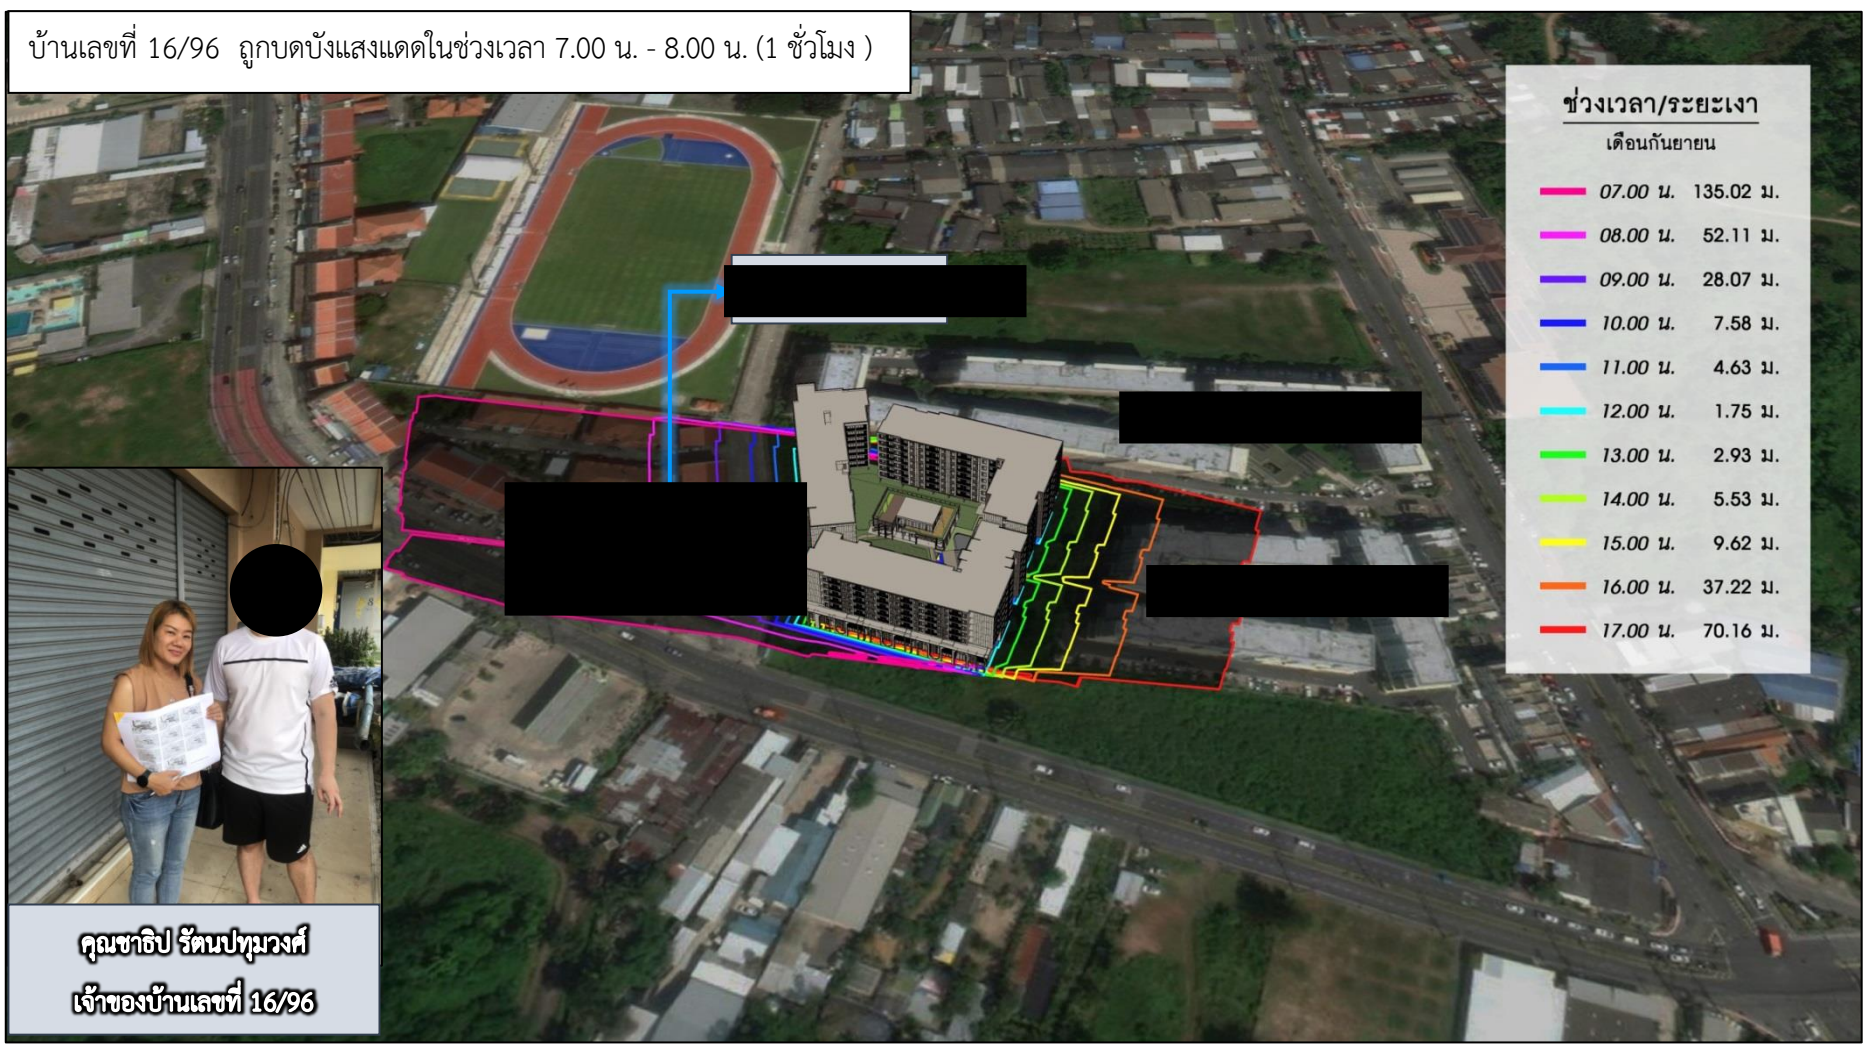 บ้านเลขที่ 16/96 ถูกบดบังแสงแดดในช่วงเวลา 7.00 น. - 8.00 น. (1 ชั่วโมง )
ช่วงเวลา/ระยะเงา
เดือนกันยายน
07.00 น. 135.02 ม.
08.00 น. 52.11 ม.
09.00 น. 28.07 ม.
10.00 น. 7.58 ม.
11.00 น. 4.63 ม.
12.00 น. 1.75 ม.
13.00 น. 2.93 ม.
14.00 น. 5.53 ม.
15.00 น. 9.62 ม.
16.00 น. 37.22 ม.
17.00 น. 70.16 ม.
คุณชาธิป รัตนปทุมวงศ์
เจ้าของบ้านเลขที่ 16/96